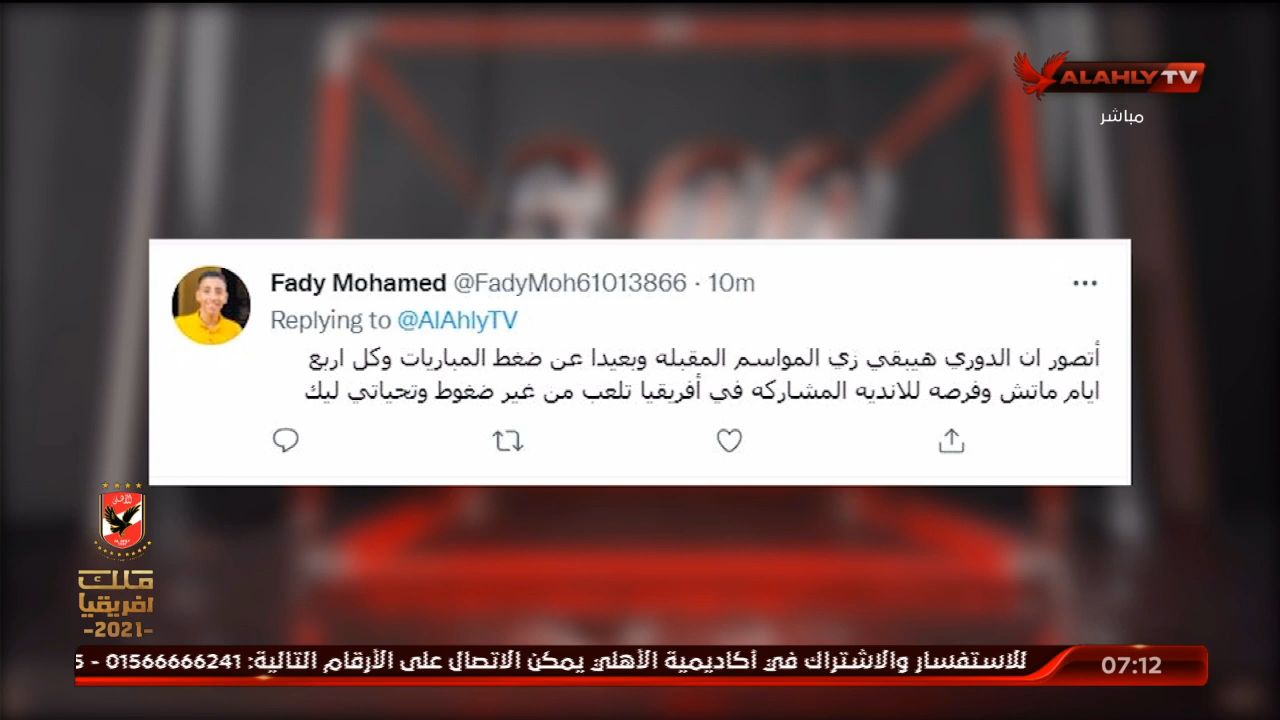 ALAHLY TV
مباشر
Fady Mohamed @FadyMoh61013866 · 10m
Replying to @AlAhlyTV
أتصور ان الدوري هيبقي زي المواسم المقبله وبعيدا عن ضغط المباريات وكل اربع
ايام ماتش وفرصه للانديه المشاركه في أفريقيا تلعب من غير ضغوط وتحياتي ليك
ملك
افريقيا
-2021-
للاستفسار والاشتراك في أكاديمية الأهلي يمكن الاتصال على الأرقام التالية: 01566666241 -
07:12